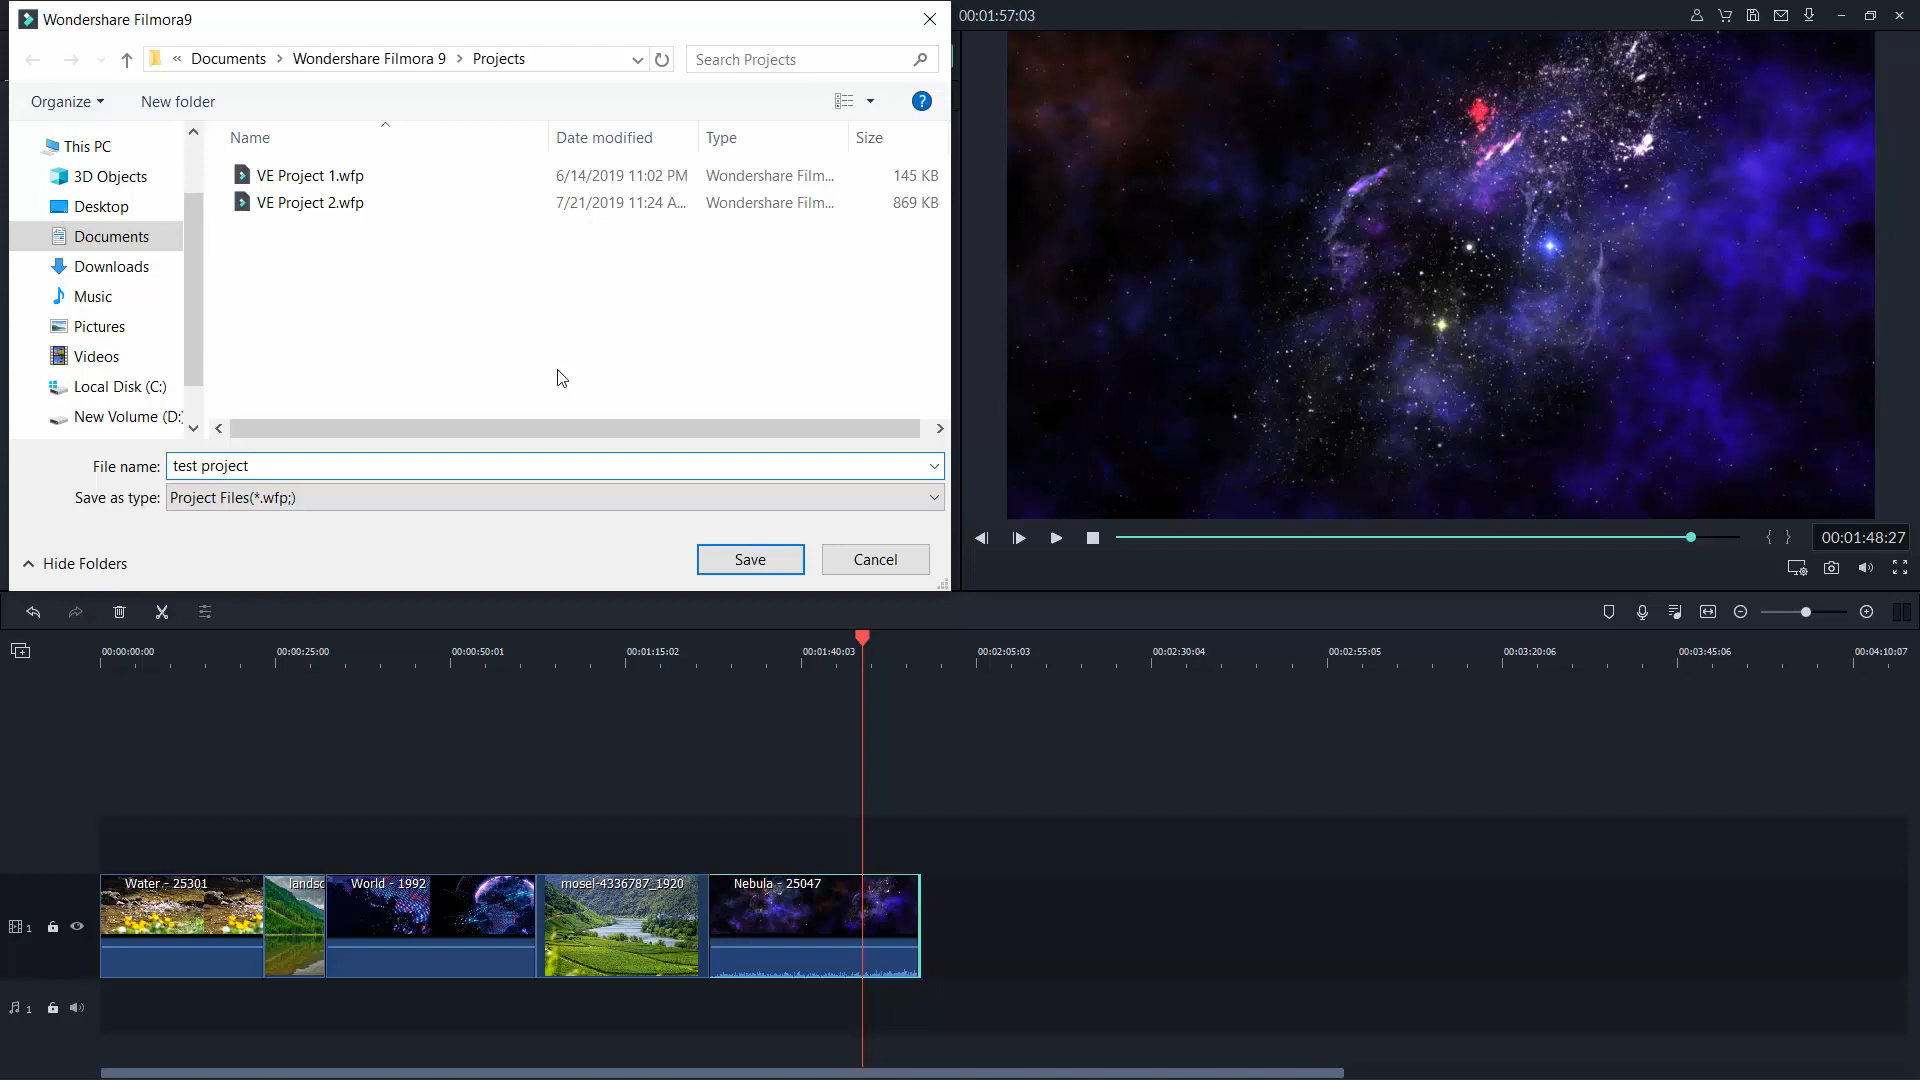 Wondershare Filmora9
00:01:57:03
« Documents > Wondershare Filmora 9 > Projects
Search Projects
Organize
New folder
?
Name
Date modified
Type
Size
VE Project 1.wfp
6/14/2019 11:02 PM
Wondershare Film...
145 KB
VE Project 2.wfp
7/21/2019 11:24 A...
Wondershare Film...
869 KB
This PC
3D Objects
Desktop
Documents
Downloads
Music
Pictures
Videos
Local Disk (C:)
New Volume (D:
File name: test project
Save as type: Project Files(*.wfp;)
Hide Folders
Save
Cancel
{ }
00:01:48:27
00:00:00:00
00:00:25:00
00:00:50:01
00:01:15:02
00:01:40:03
00:02:05:03
00:02:30:04
00:02:55:05
00:03:20:06
00:03:45:06
00:04:10:07
Water - 25301
landsc
World - 1992
mosel-4336787_1920
Nebula - 25047
1
1